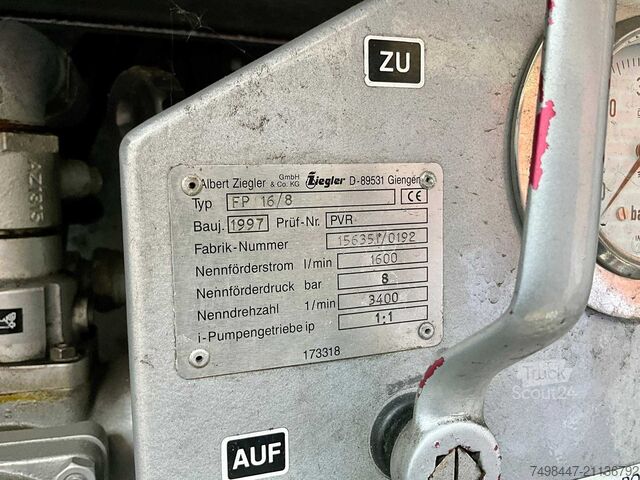 ZU
Albert Ziegler GmbH & Co. KG Ziegler D-89531 Giengen
Typ FP 16/8 CE
Bauj. 1997 Prüf-Nr. PVR
Fabrik-Nummer 156351/0192
Nennförderstrom l/min 1600
Nennförderdruck bar 8
Nenndrehzahl 1/min 3400
i-Pumpengetriebe ip 1:1
173318
AUF
TruckScout24
7498447-21136792